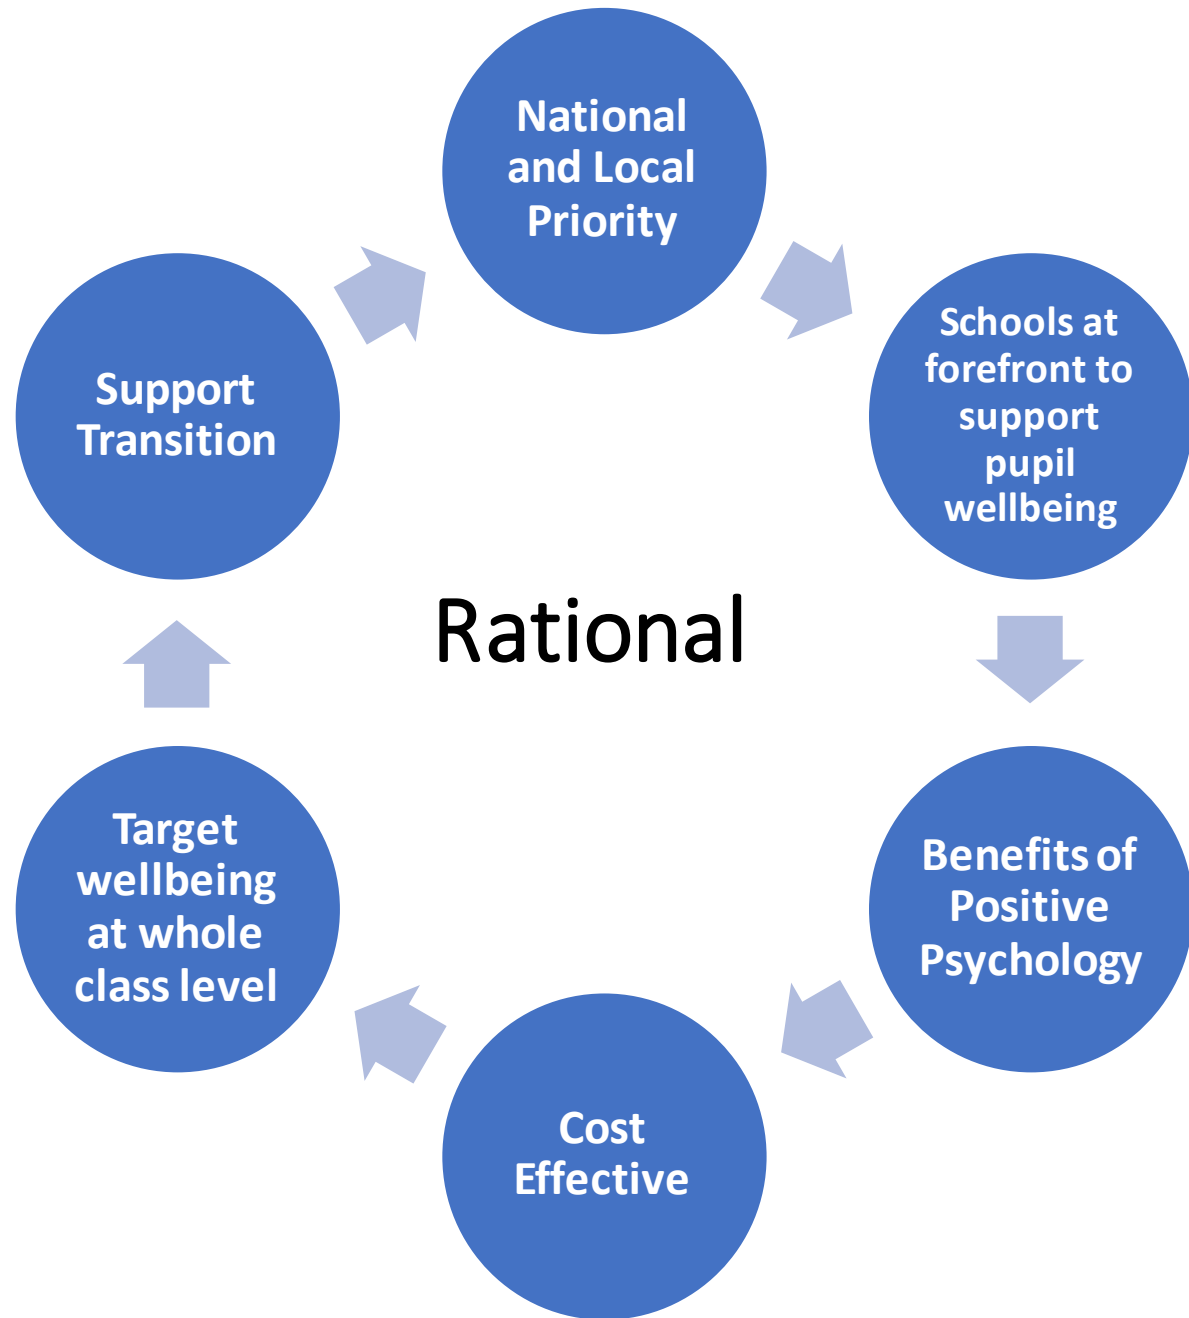 National
and Local
Priority
Schools at
forefront to
support
pupil
wellbeing
Benefits of
Positive
Psychology
Cost
Effective
Target
wellbeing
at whole
class level
Support
Transition
Rational